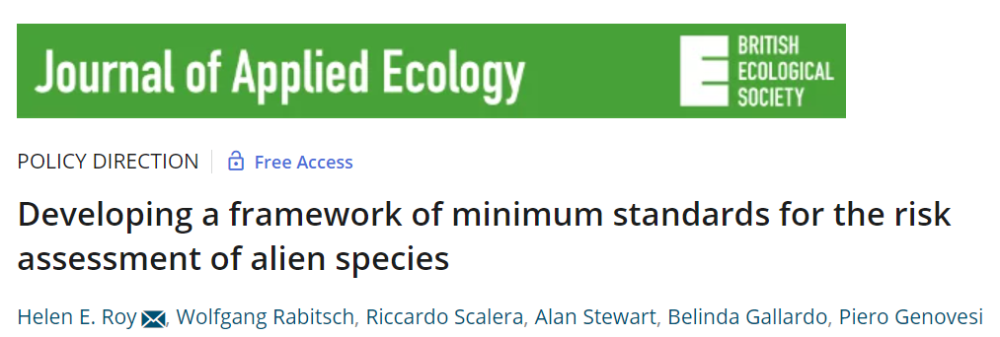 Journal of Applied Ecology
BRITISH
ECOLOGICAL
SOCIETY
POLICY DIRECTION
Free Access
Developing a framework of minimum standards for the risk
assessment of alien species
Helen E. Roy, Wolfgang Rabitsch, Riccardo Scalera, Alan Stewart, Belinda Gallardo, Piero Genovesi